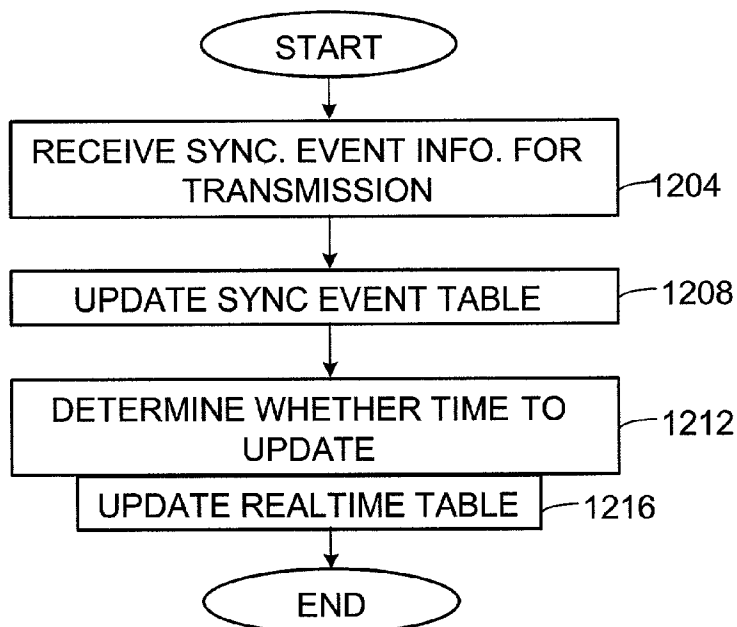 START
RECEIVE SYNC. EVENT INFO. FOR
TRANSMISSION
1204
UPDATE SYNC EVENT TABLE
1208
DETERMINE WHETHER TIME TO
UPDATE
1212
UPDATE REALTIME TABLE
1216
END